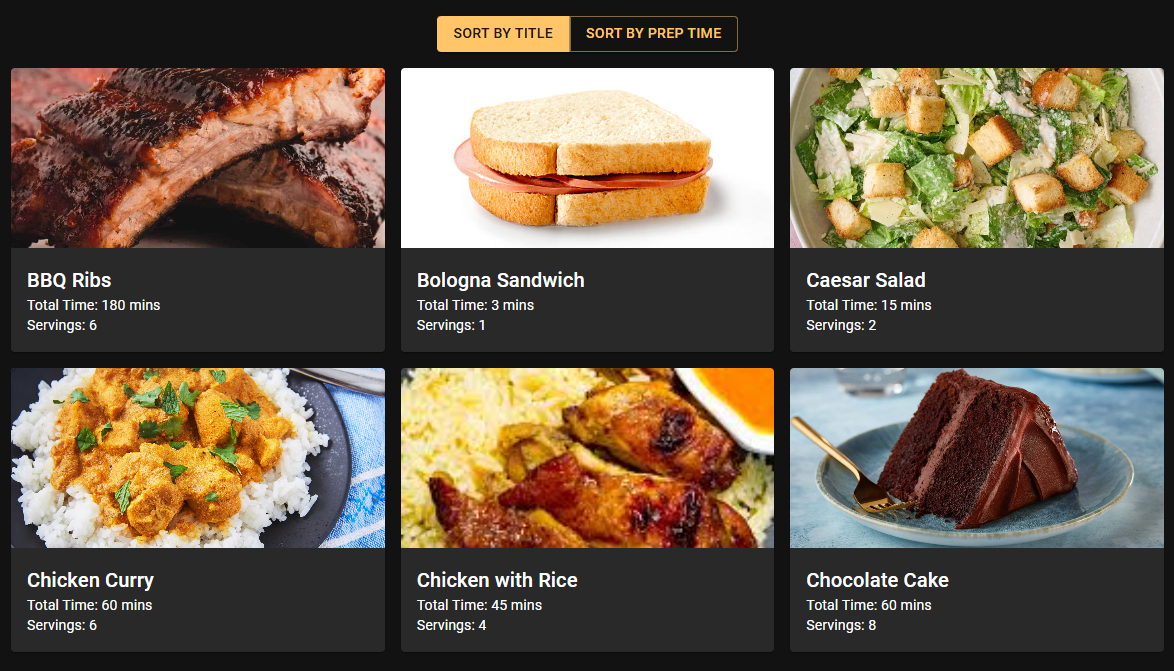 SORT BY TITLE
SORT BY PREP TIME
BBQ Ribs
Total Time: 180 mins
Servings: 6
Bologna Sandwich
Total Time: 3 mins
Servings: 1
Caesar Salad
Total Time: 15 mins
Servings: 2
Chicken Curry
Total Time: 60 mins
Servings: 6
Chicken with Rice
Total Time: 45 mins
Servings: 4
Chocolate Cake
Total Time: 60 mins
Servings: 8